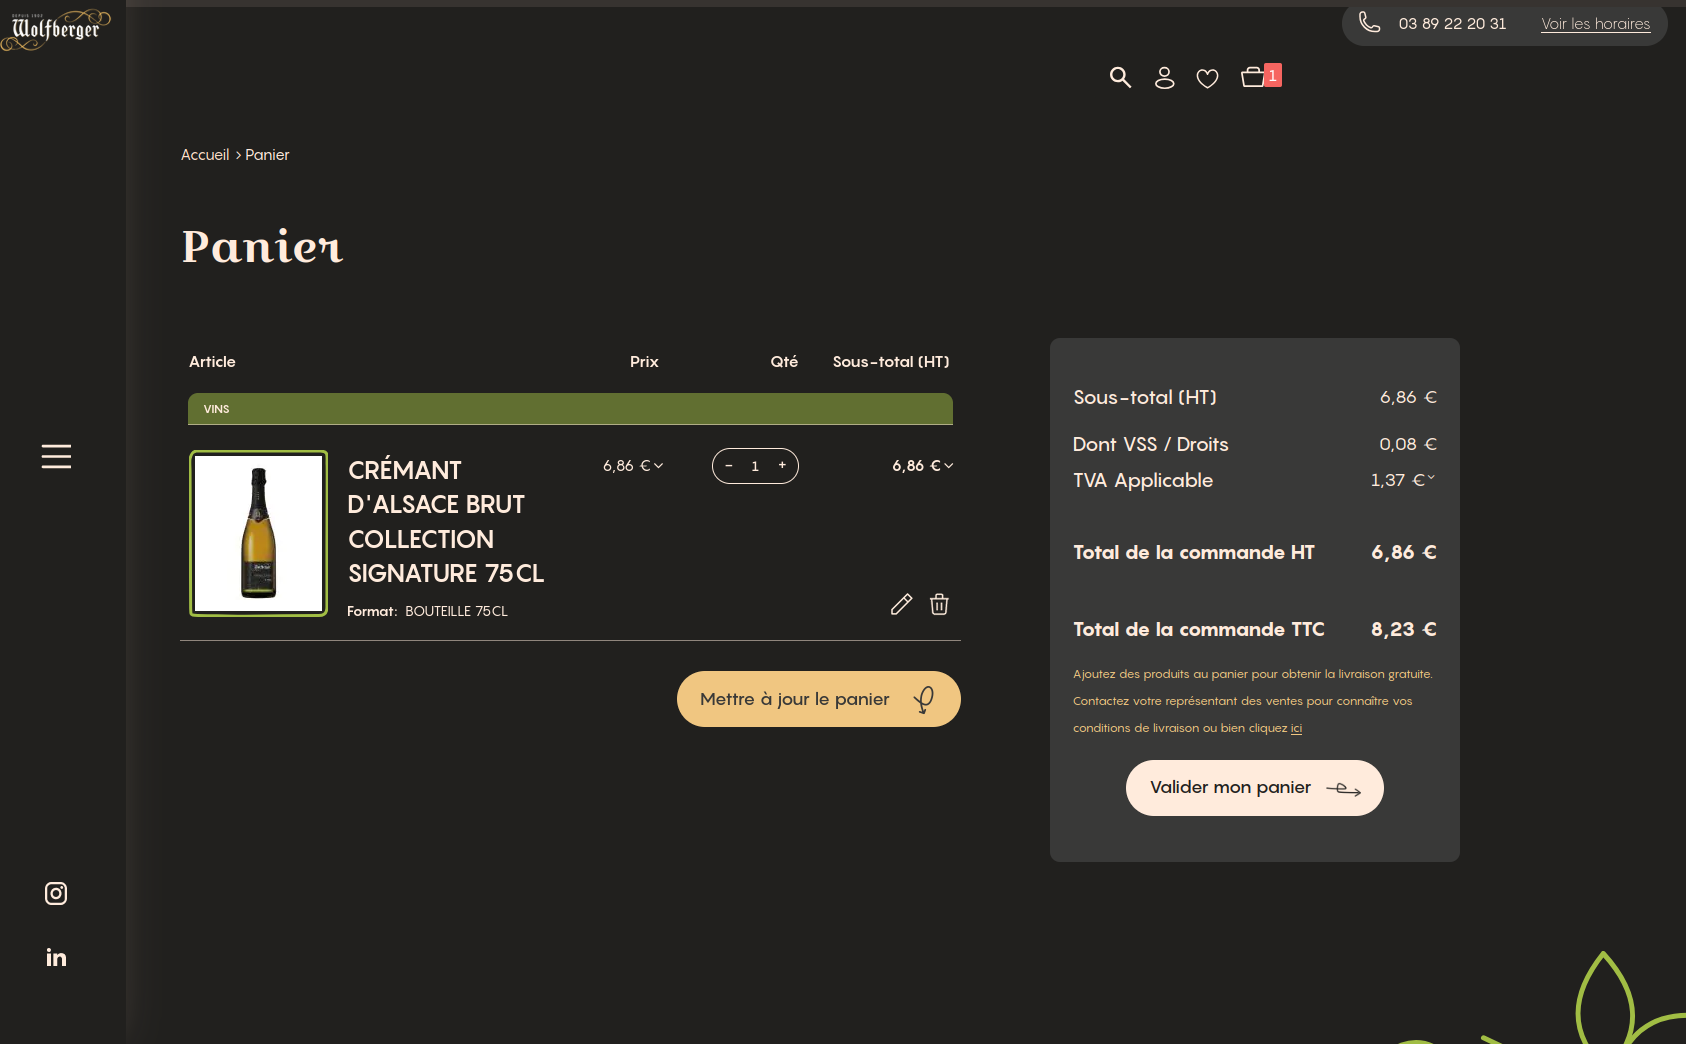 DEPUIS 1902
Wolfberger
03 89 22 20 31
Voir les horaires
1
Accueil > Panier
Panier
Article
Prix
Qté
Sous-total (HT)
VINS
CRÉMANT
D'ALSACE BRUT
COLLECTION
SIGNATURE 75CL
Format: BOUTEILLE 75CL
6,86 €
- 1 +
6,86 €
Mettre à jour le panier
Sous-total (HT) 6,86 €
Dont VSS / Droits 0,08 €
TVA Applicable 1,37 €
Total de la commande HT 6,86 €
Total de la commande TTC 8,23 €
Ajoutez des produits au panier pour obtenir la livraison gratuite.
Contactez votre représentant des ventes pour connaître vos
conditions de livraison ou bien cliquez ici
Valider mon panier
in